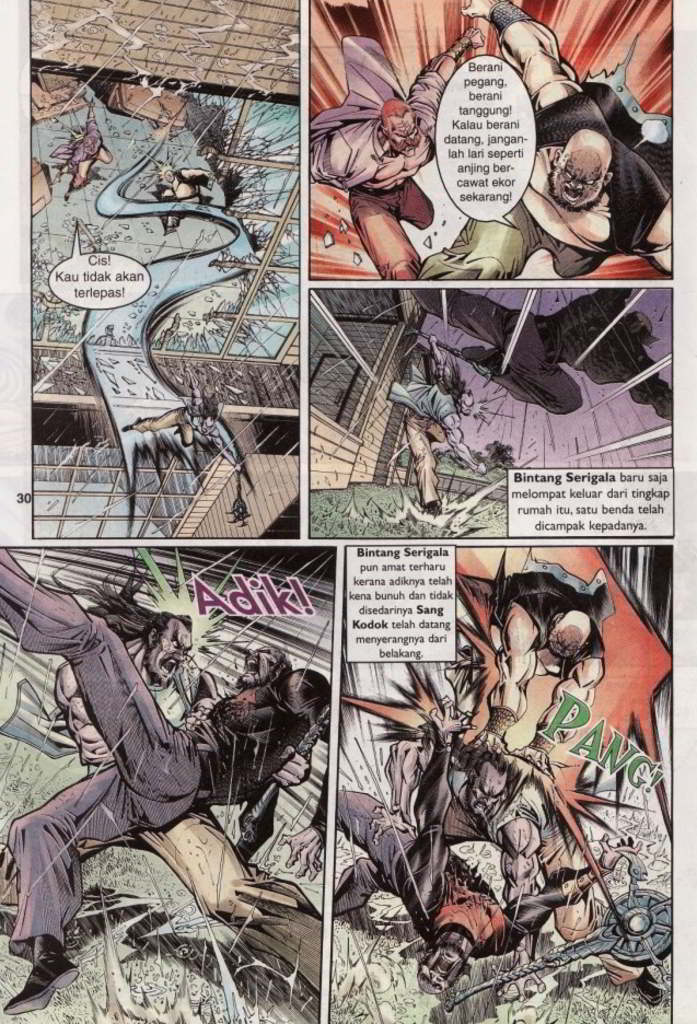 Cis!
Kau tidak akan
terlepas!
Berani
pegang,
berani
tanggung!
Kalau berani
datang, jangan-
lah lari seperti
anjing ber-
cawat ekor
sekarang!
Bintang Serigala baru saja
melompat keluar dari tingkap
rumah itu, satu benda telah
dicampak kepadanya.
30
Adik!
Bintang Serigala
pun amat terharu
kerana adiknya telah
kena bunuh dan tidak
disedarinya Sang
Kodok telah datang
menyerangnya dari
belakang.
PANG!